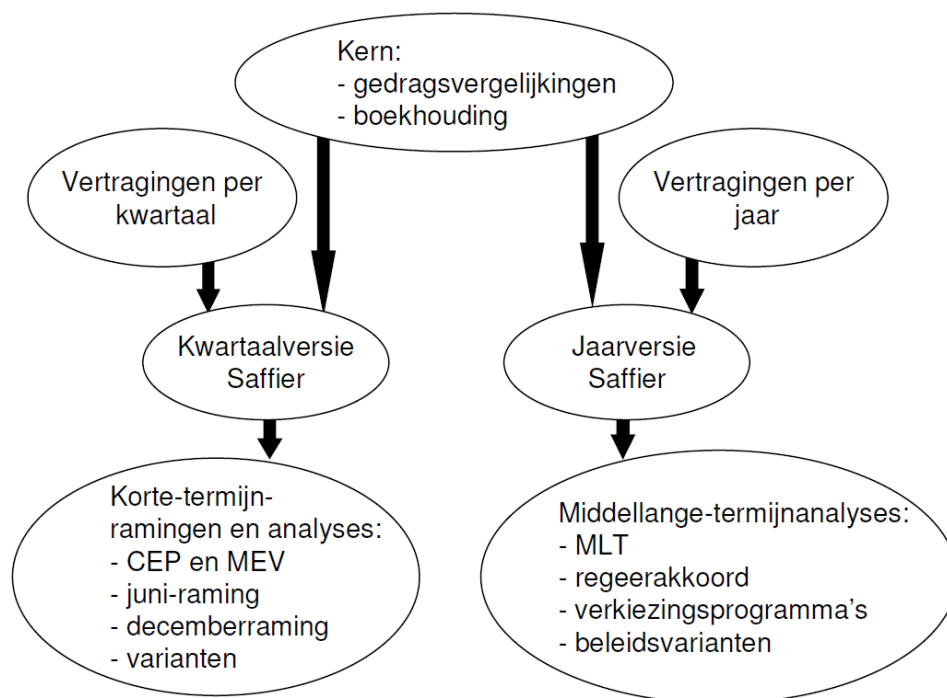 Kern:
- gedragsvergelijkingen
- boekhouding
Vertragingen per
kwartaal
Vertragingen per
jaar
Kwartaalversie
Saffier
Jaarversie
Saffier
Korte-termijn-
ramingen en analyses:
- CEP en MEV
- juni-raming
- decemberraming
- varianten
Middellange-termijnanalyses:
- MLT
- regeerakkoord
- verkiezingsprogramma's
- beleidsvarianten